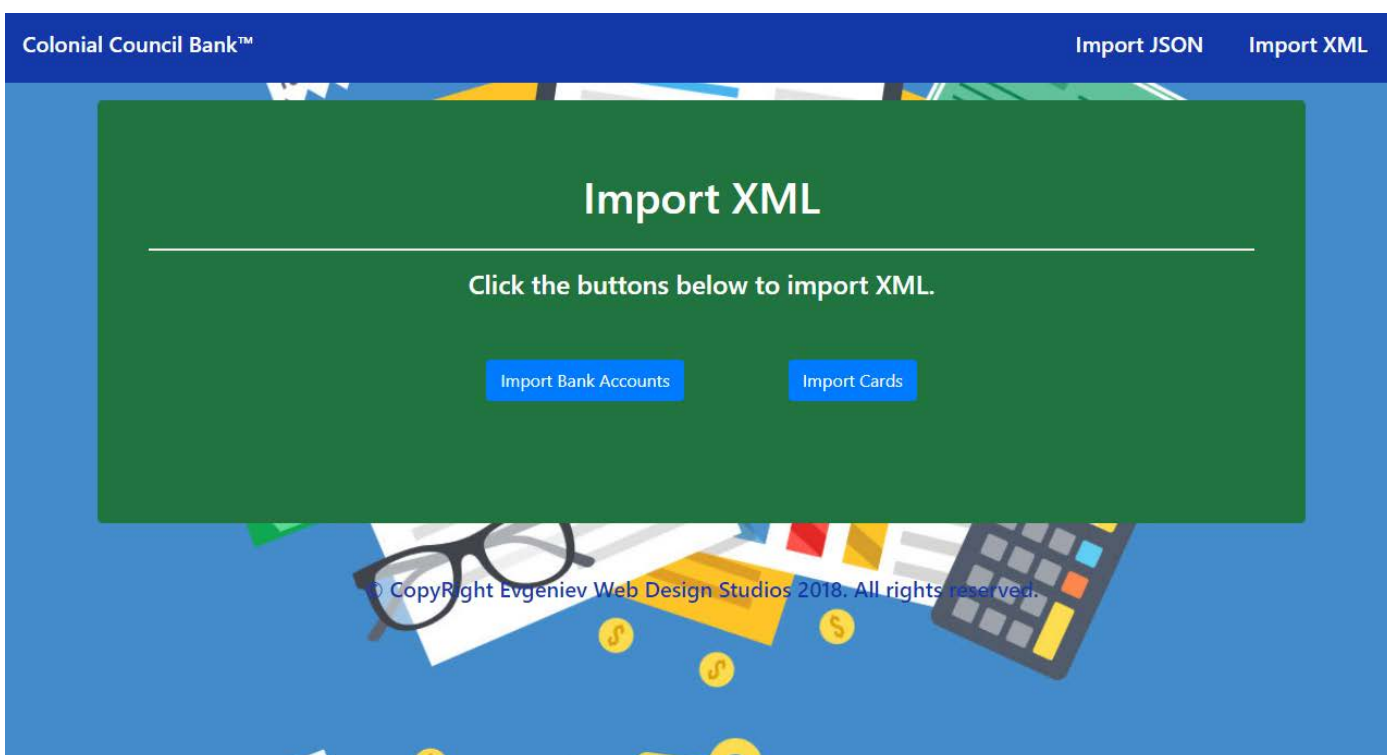 Colonial Council Bank™ Import JSON Import XML
Import XML
Click the buttons below to import XML.
Import Bank Accounts Import Cards
© CopyRight Evgeniev Web Design Studios 2018. All rights reserved.